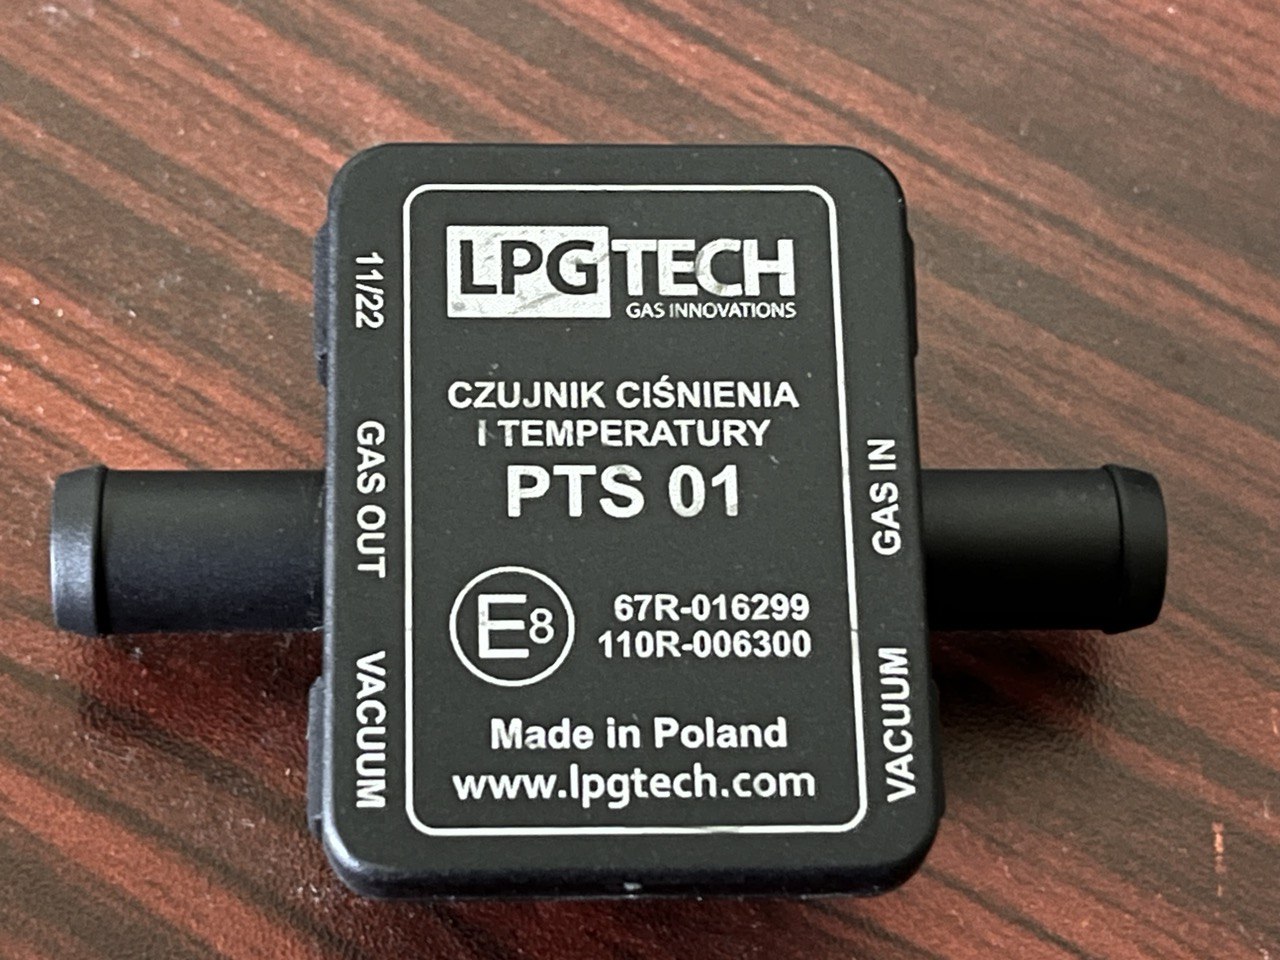 LPGTECH
GAS INNOVATIONS
CZUJNIK CIŚNIENIA
I TEMPERATURY
PTS 01
E8
67R-016299
110R-006300
Made in Poland
www.lpgtech.com
11/22
GAS OUT
VACUUM
GAS IN
VACUUM